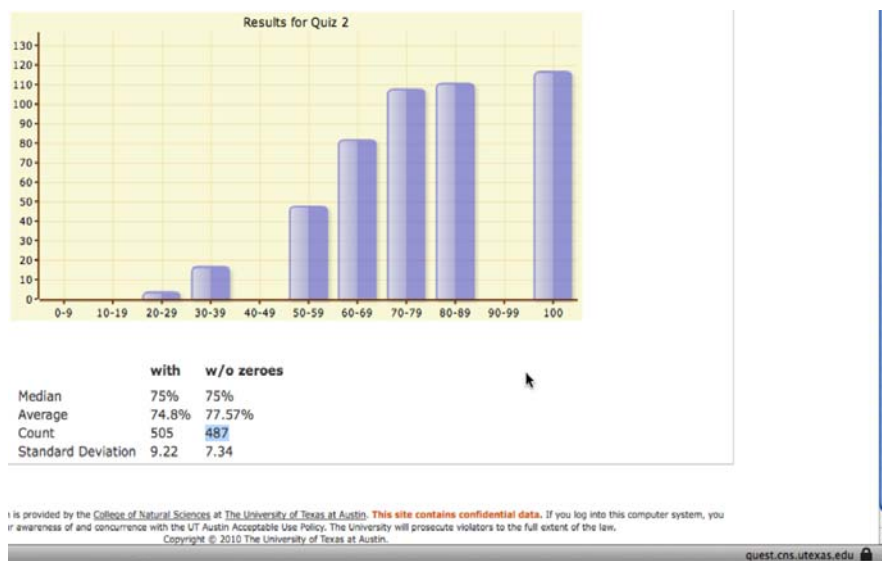 Results for Quiz 2
130
120
110
100
90
80
70
60
50
40
30
20
10
0
0-9 10-19 20-29 30-39 40-49 50-59 60-69 70-79 80-89 90-99 100
with w/o zeroes
Median 75% 75%
Average 74.8% 77.57%
Count 505 487
Standard Deviation 9.22 7.34
is provided by the College of Natural Sciences at The University of Texas at Austin. This site contains confidential data. If you log into this computer system, you
r awareness of and concurrence with the UT Austin Acceptable Use Policy. The University will prosecute violators to the full extent of the law.
Copyright © 2010 The University of Texas at Austin.
quest.cns.utexas.edu